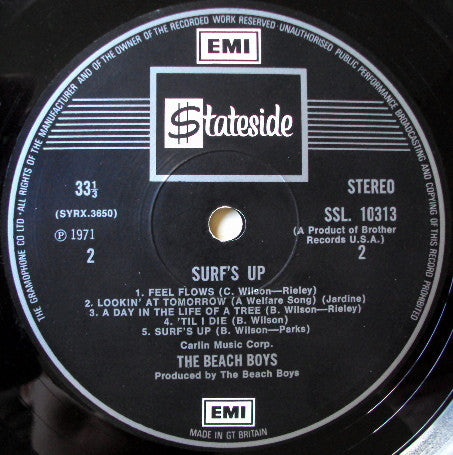 EMI
ALL RIGHTS OF THE MANUFACTURER AND OF THE OWNER OF THE RECORDED WORK RESERVED • UNAUTHORISED PUBLIC PERFORMANCE BROADCASTING AND COPYING OF THIS RECORD PROHIBITED
THE GRAMOPHONE CO LTD •
$tateside
33⅓
(SYRX.3650)
Ⓟ 1971
2
STEREO
SSL. 10313
(A Product of Brother
Records U.S.A.)
2
SURF'S UP
1. FEEL FLOWS (C. Wilson—Rieley)
2. LOOKIN' AT TOMORROW (A Welfare Song) (Jardine)
3. A DAY IN THE LIFE OF A TREE (B. Wilson—Rieley)
4. 'TIL I DIE (B. Wilson)
5. SURF'S UP (B. Wilson—Parks)
Carlin Music Corp.
THE BEACH BOYS
Produced by The Beach Boys
EMI
MADE IN GT BRITAIN